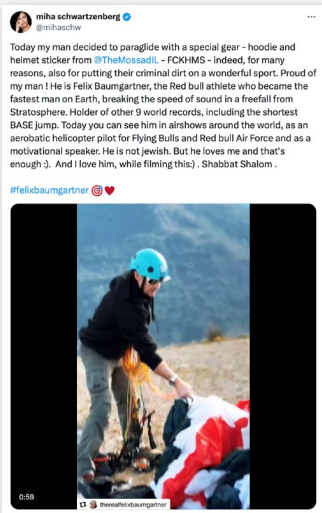 miha schwartzenberg
@mihaschw
Today my man decided to paraglide with a special gear - hoodie and
helmet sticker from @TheMossadIL - FCKHMS - indeed, for many
reasons, also for putting their criminal dirt on a wonderful sport. Proud of
my man ! He is Felix Baumgartner, the Red bull athlete who became the
fastest man on Earth, breaking the speed of sound in a freefall from
Stratosphere. Holder of other 9 world records, including the shortest
BASE jump. Today you can see him in airshows around the world, as an
aerobatic helicopter pilot for Flying Bulls and Red bull Air Force and as a
motivational speaker. He is not jewish. But he loves me and that's
enough :). And I love him, while filming this:) . Shabbat Shalom .
#felixbaumgartner
0:59
therealfelixbaumgartner